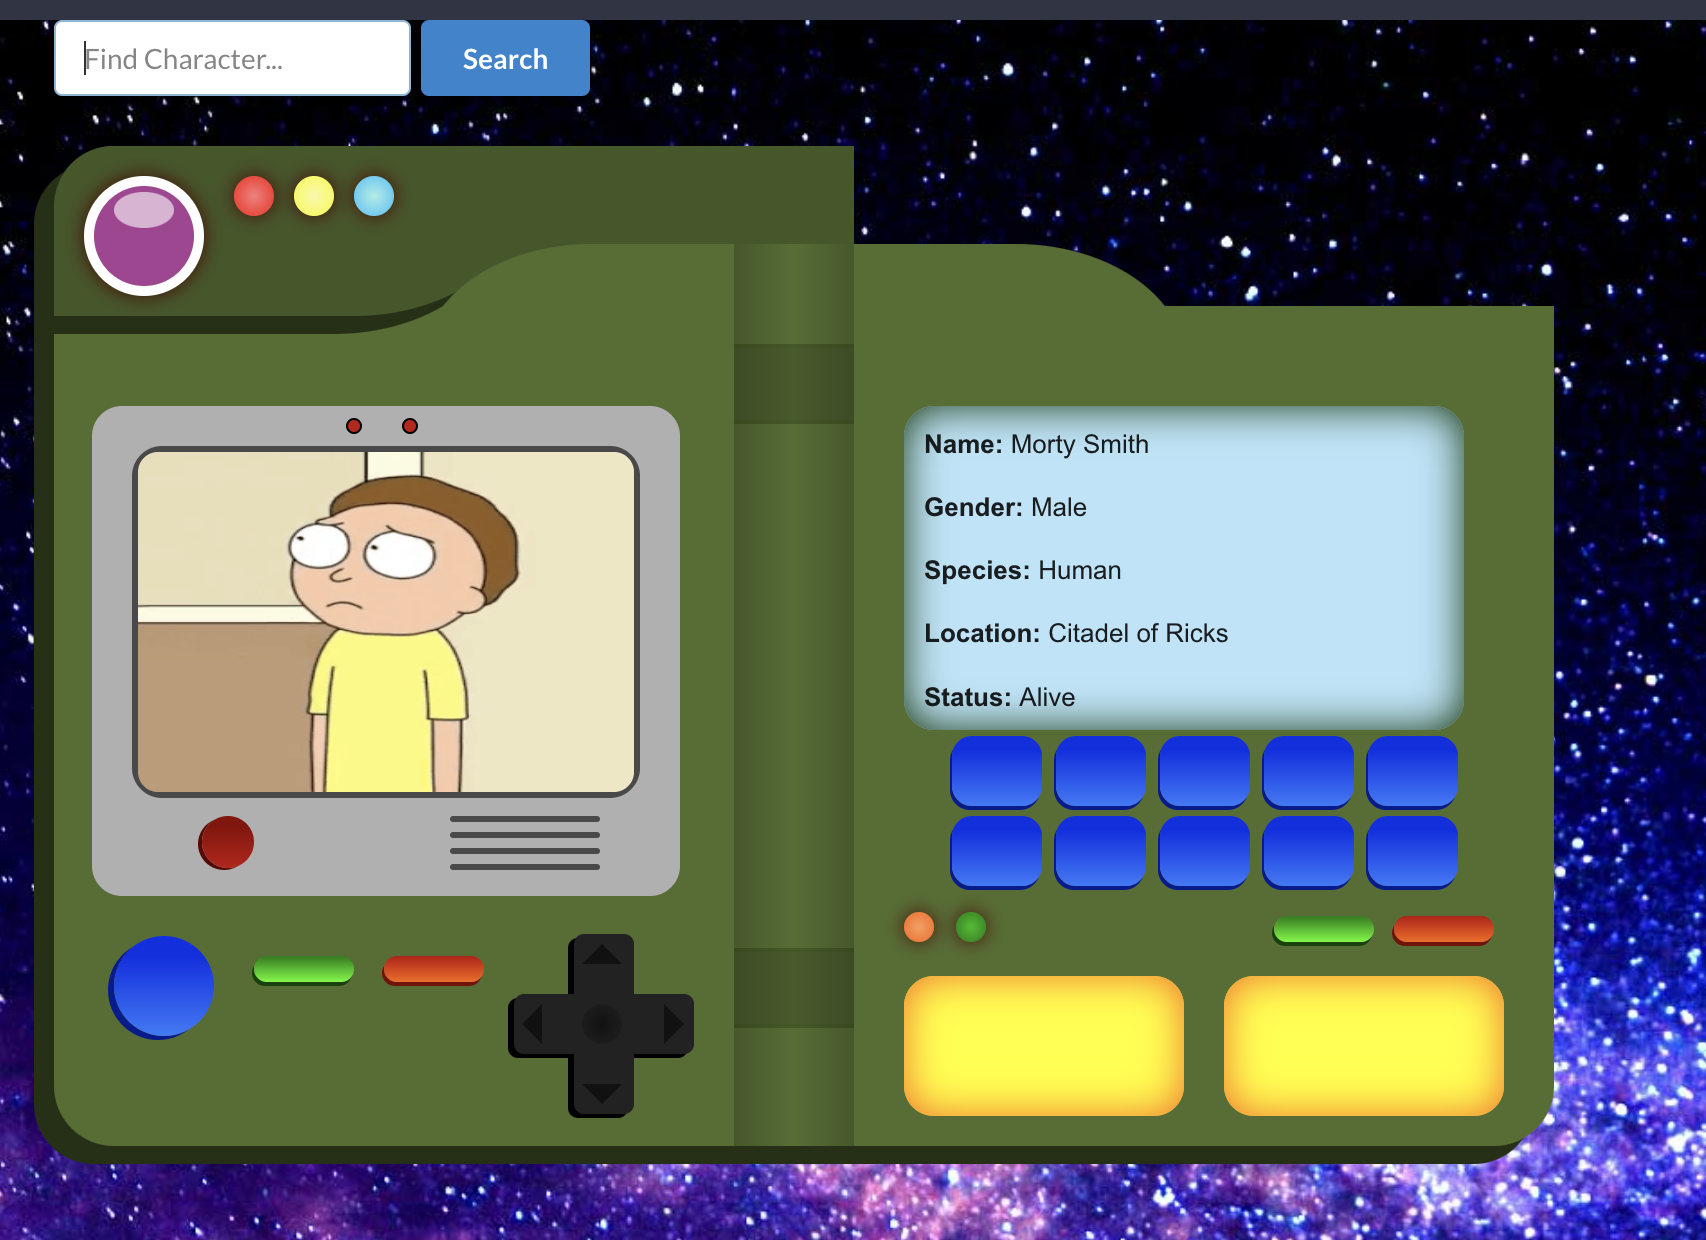 Find Character...
Search
Name: Morty Smith
Gender: Male
Species: Human
Location: Citadel of Ricks
Status: Alive